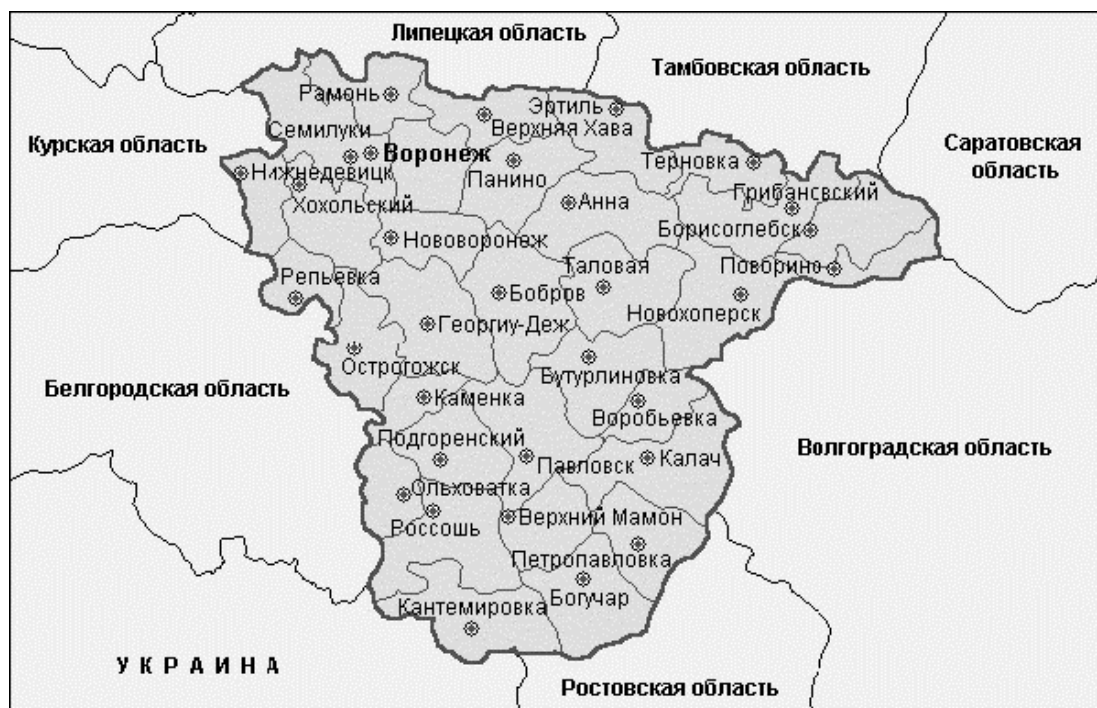 Липецкая область
Тамбовская область
Рамонь
Эртиль
Верхняя Хава
Семилуки
Курская область
Воронеж
Саратовская
область
Терновка
Нижнедевицк
Панино
Грибансвский
Хохольский
Анна
Борисоглебск
Нововоронеж
Таловая
Поворино
Репьевка
Бобров
Новохоперск
Георгиу-Деж
Острогожск
Бутурлиновка
Белгородская область
Каменка
Воробьевка
Подгоренский
Волгоградская область
Павловск
Калач
Ольховатка
Россошь
Верхний Мамон
Петропавловка
Богучар
Кантемировка
УКРАИНА
Ростовская область